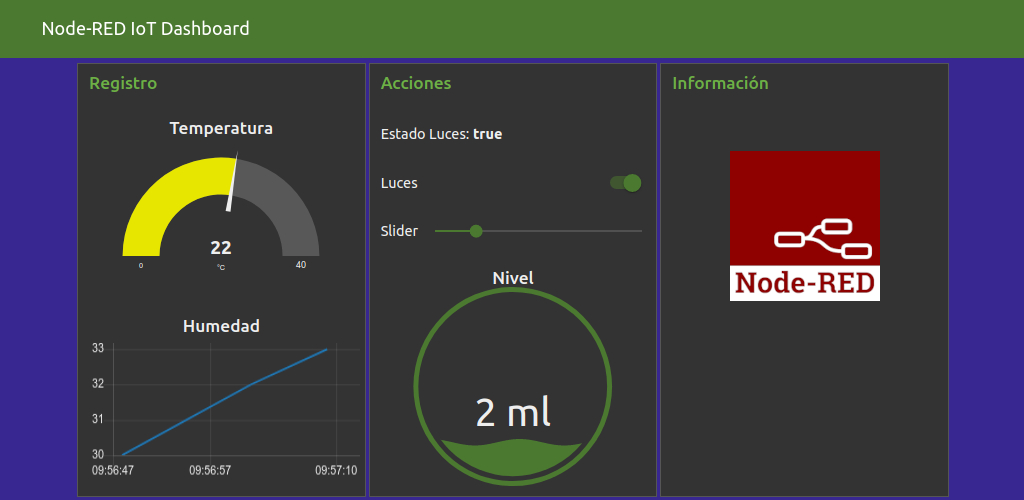 Node-RED IoT Dashboard
Registro
Temperatura
22
°C
0
40
Humedad
33
32
31
30
09:56:47
09:56:57
09:57:10
Acciones
Estado Luces: true
Luces
Slider
Nivel
2 ml
Información
Node-RED